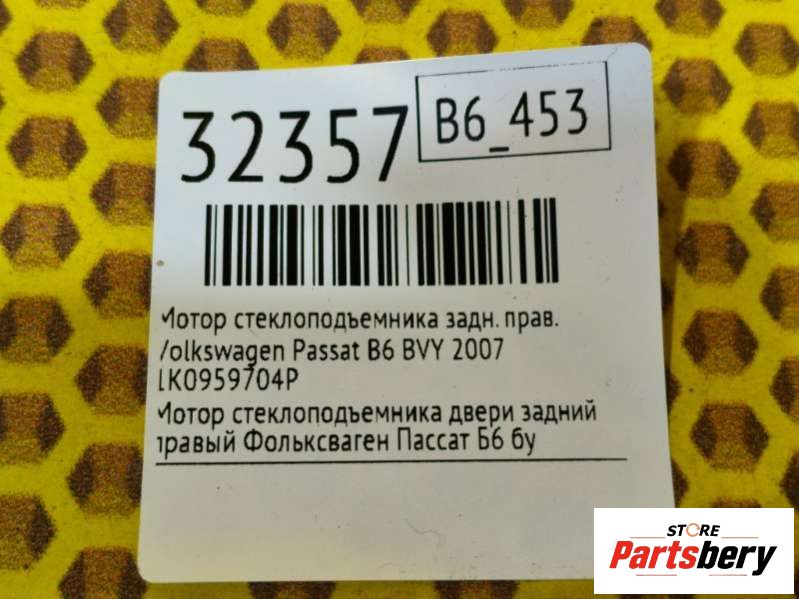 32357
B6_453
Мотор стеклоподъемника задн. прав.
Volkswagen Passat B6 BVY 2007
1K0959704P
Мотор стеклоподъемника двери задний
правый Фольксваген Пассат Б6 бу
STORE
Partsbery